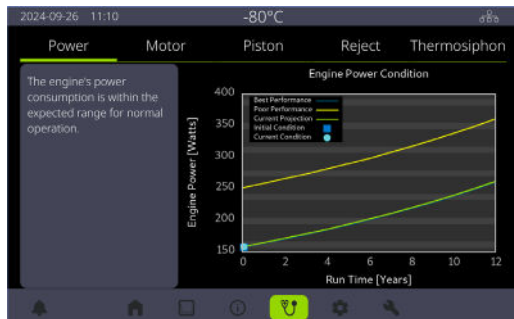 2024-09-26 11:10
-80°C
Power
Motor
Piston
Reject
Thermosiphon
The engine's power
consumption is within the
expected range for normal
operation.
Engine Power Condition
Engine Power [Watts]
400
350
300
250
200
150
Best Performance
Poor Performance
Current Projection
Initial Condition
Current Condition
0 2 4 6 8 10 12
Run Time [Years]